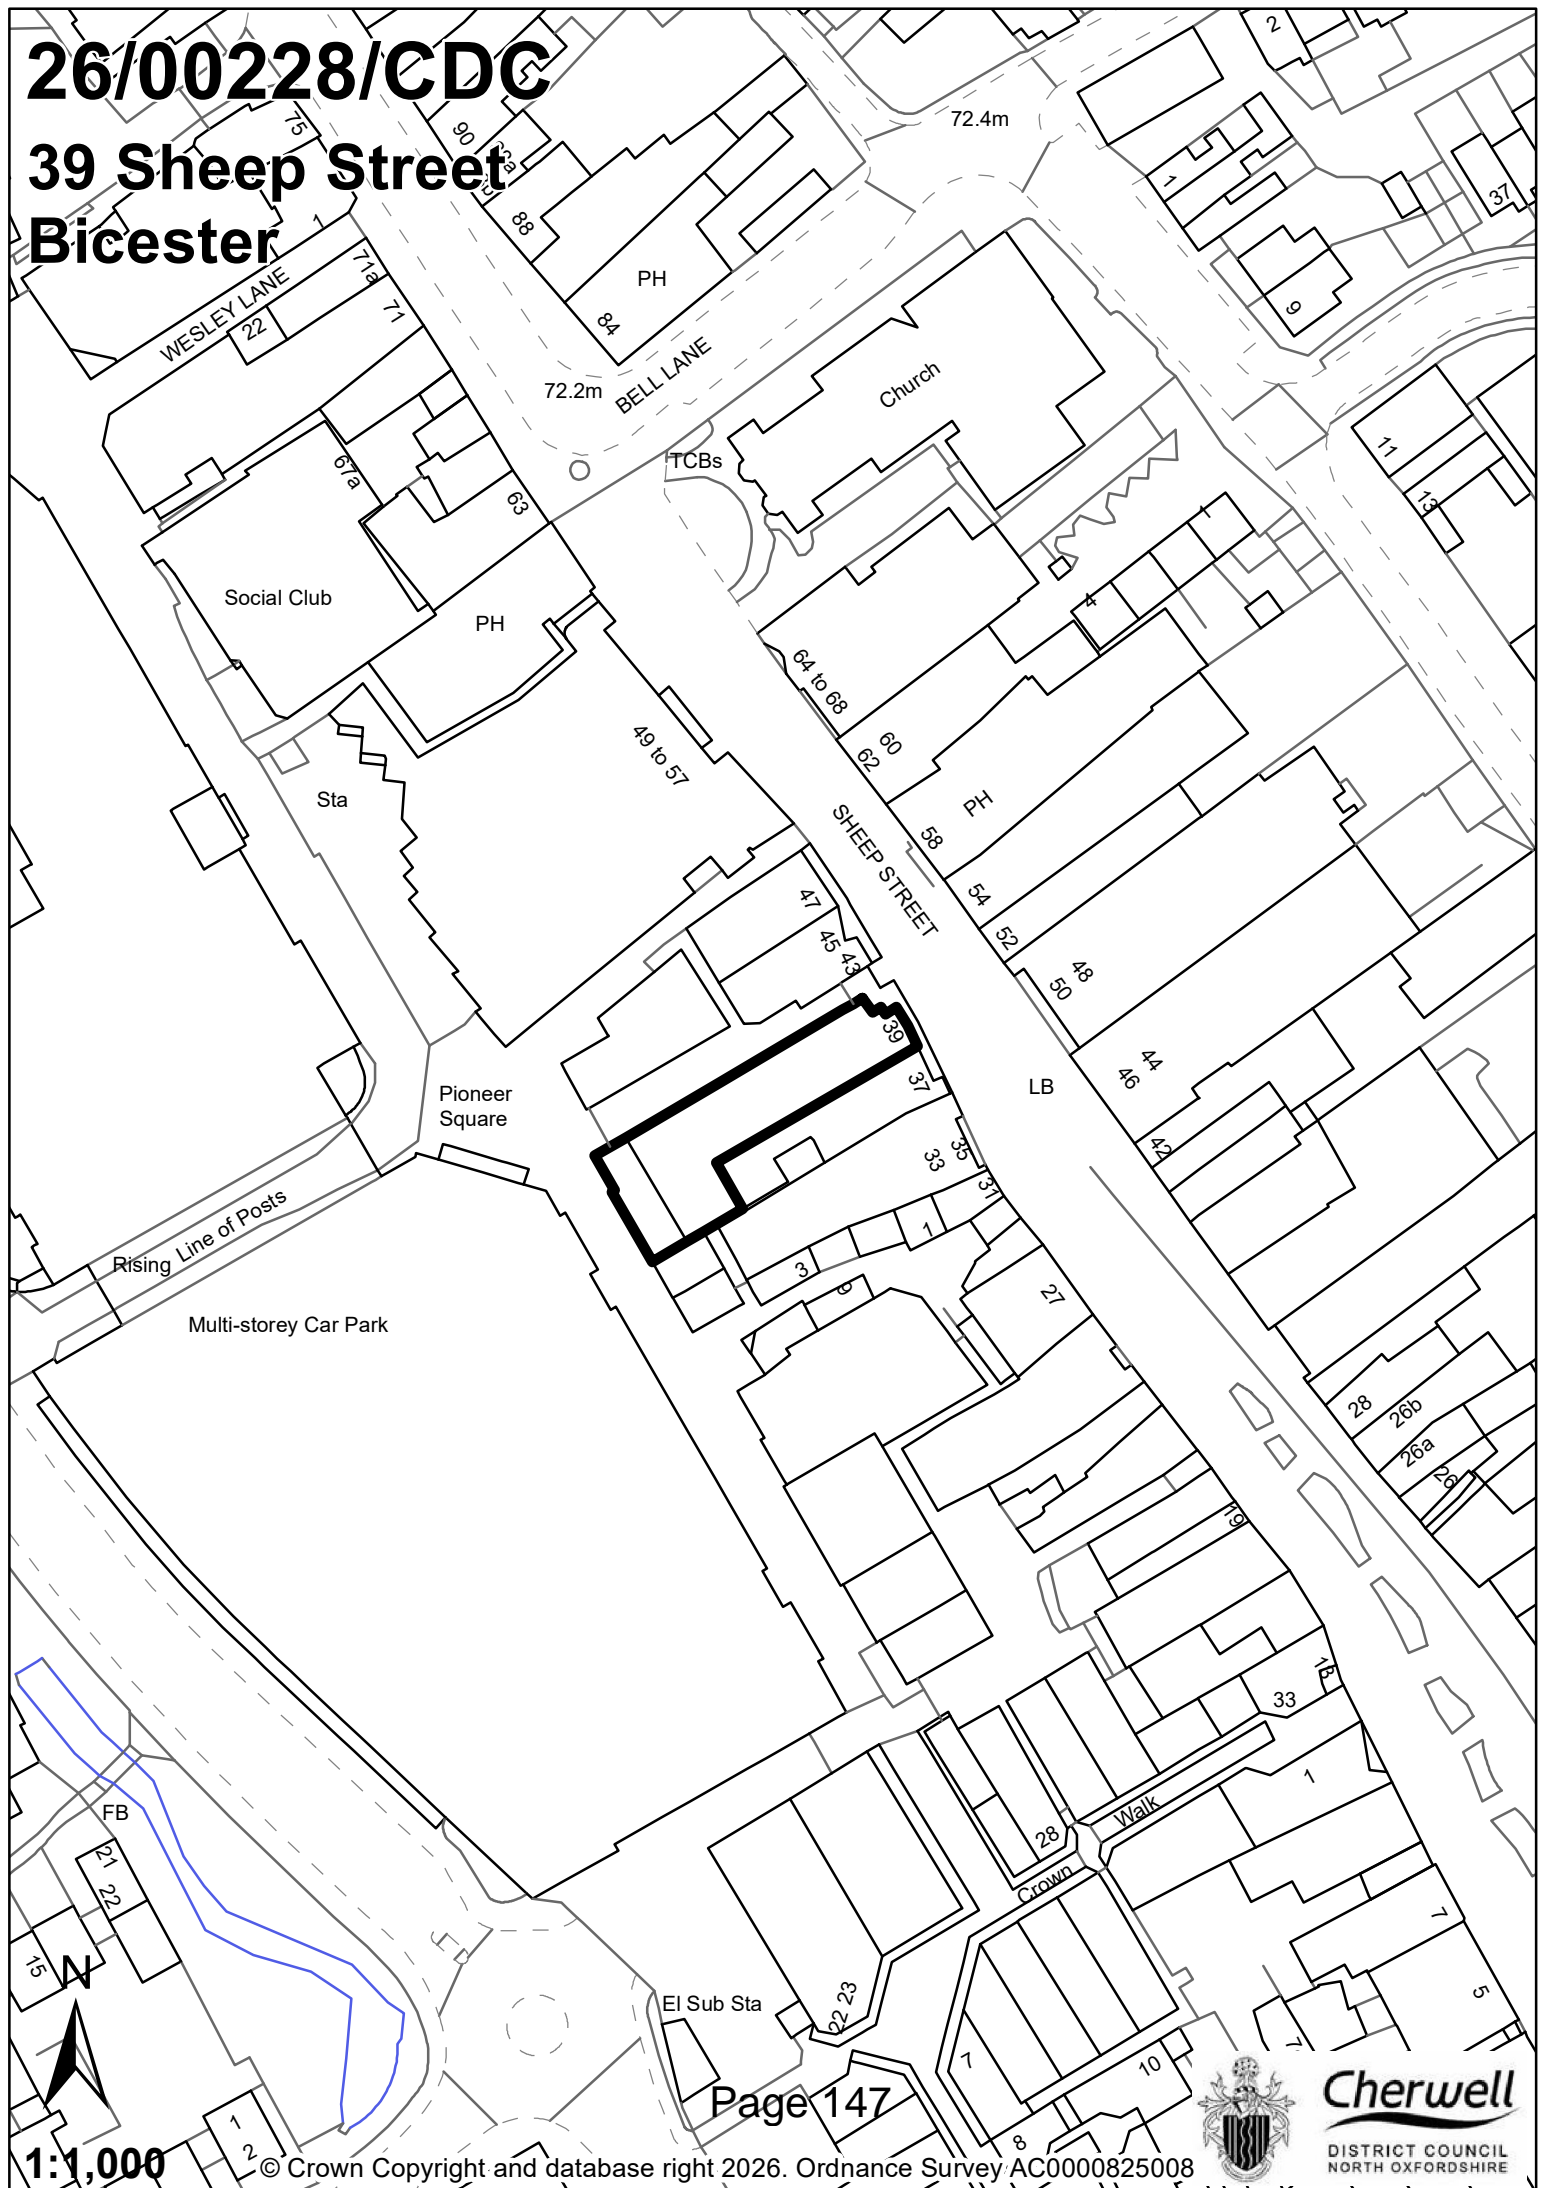 26/00228/CDC
39 Sheep Street
Bicester
75
90
88
PH
84
72.4m
2
1
37
9
1
71a
71
WESLEY LANE
22
72.2m
BELL LANE
Church
TCBs
67a
63
11
13
1
4
Social Club
PH
64 to 68
60
62
49 to 57
Sta
PH
58
SHEEP STREET
54
52
48
50
47
45
43
39
37
44
46
LB
42
35
33
31
Pioneer
Square
1
3
9
27
Rising
Line of Posts
Multi-storey Car Park
28
26b
26a
26
19
18
33
1
FB
21
22
28
Walk
Crown
7
15
N
5
El Sub Sta
22 23
7
10
7
8
Page 147
1
2
1:1,000
© Crown Copyright and database right 2026. Ordnance Survey AC0000825008
Cherwell
DISTRICT COUNCIL
NORTH OXFORDSHIRE